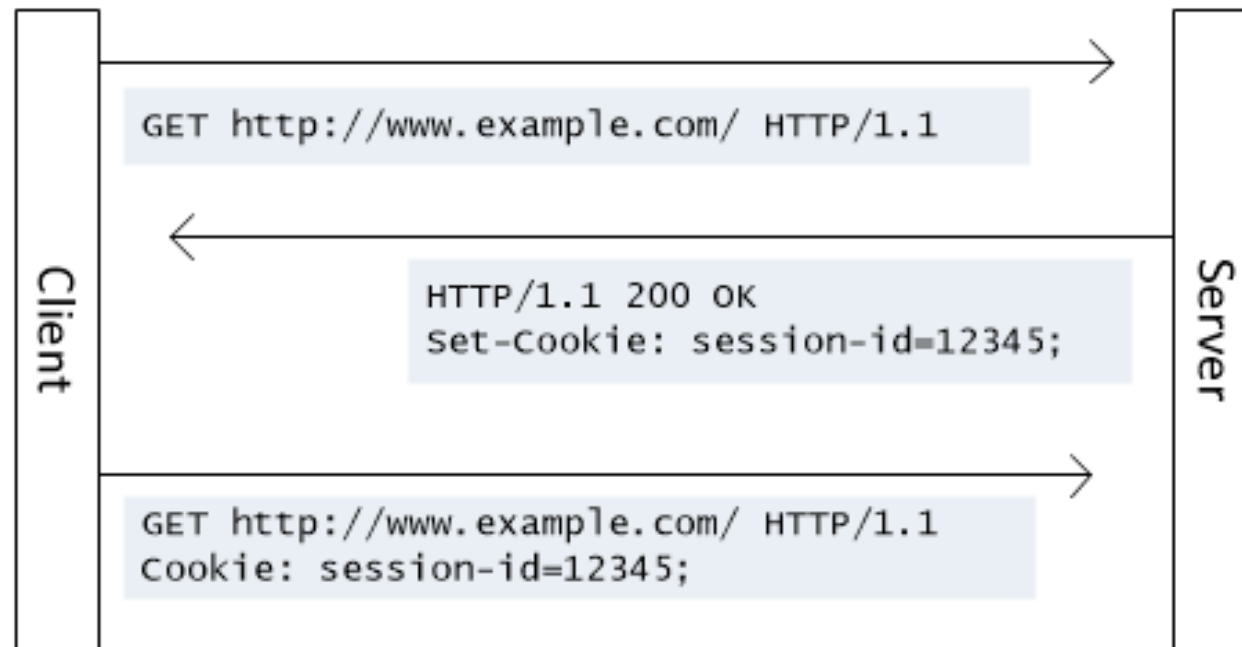 GET http://www.example.com/ HTTP/1.1
HTTP/1.1 200 OK
Set-Cookie: session-id=12345;
Client
Server
GET http://www.example.com/ HTTP/1.1
Cookie: session-id=12345;